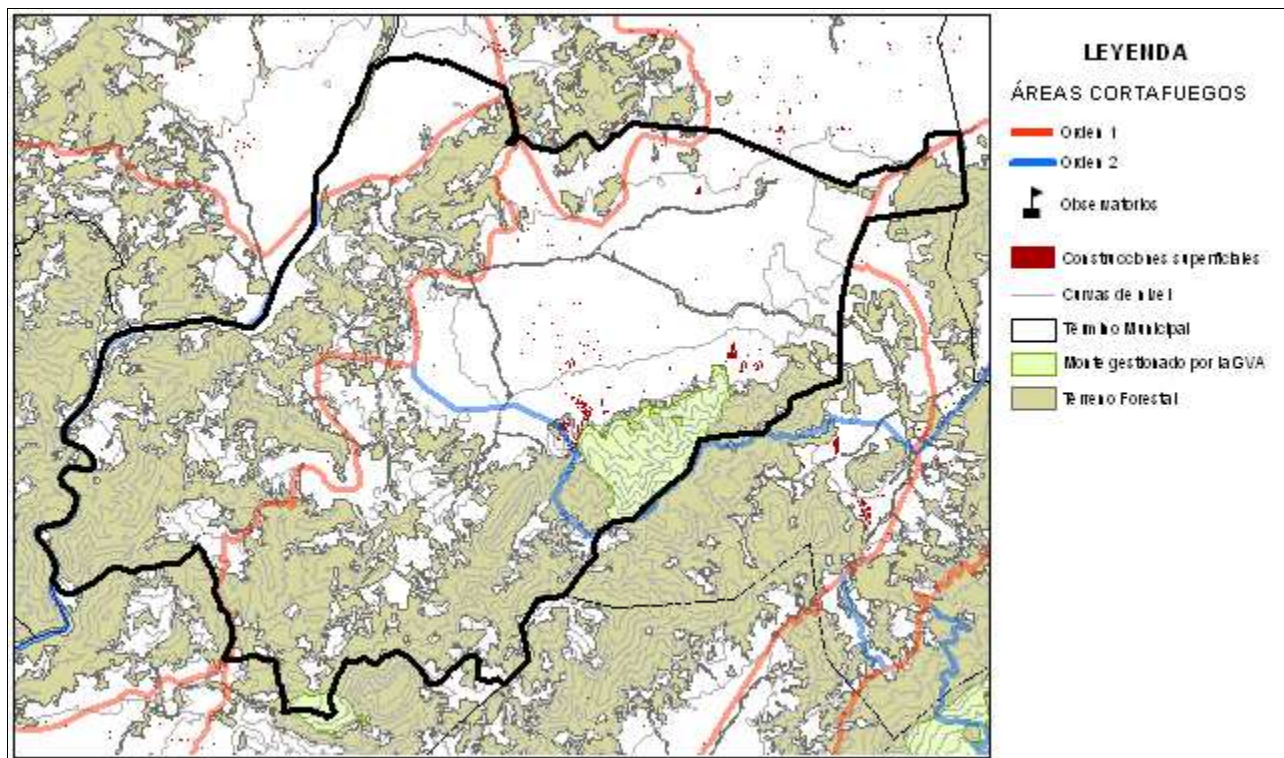 LEYENDA
ÁREAS CORTAFUEGOS
Orden 1
Orden 2
Observatorios
Construcciones superficiales
Curvas de nivel
Término Municipal
Monte gestionado por la GVA
Terreno Forestal